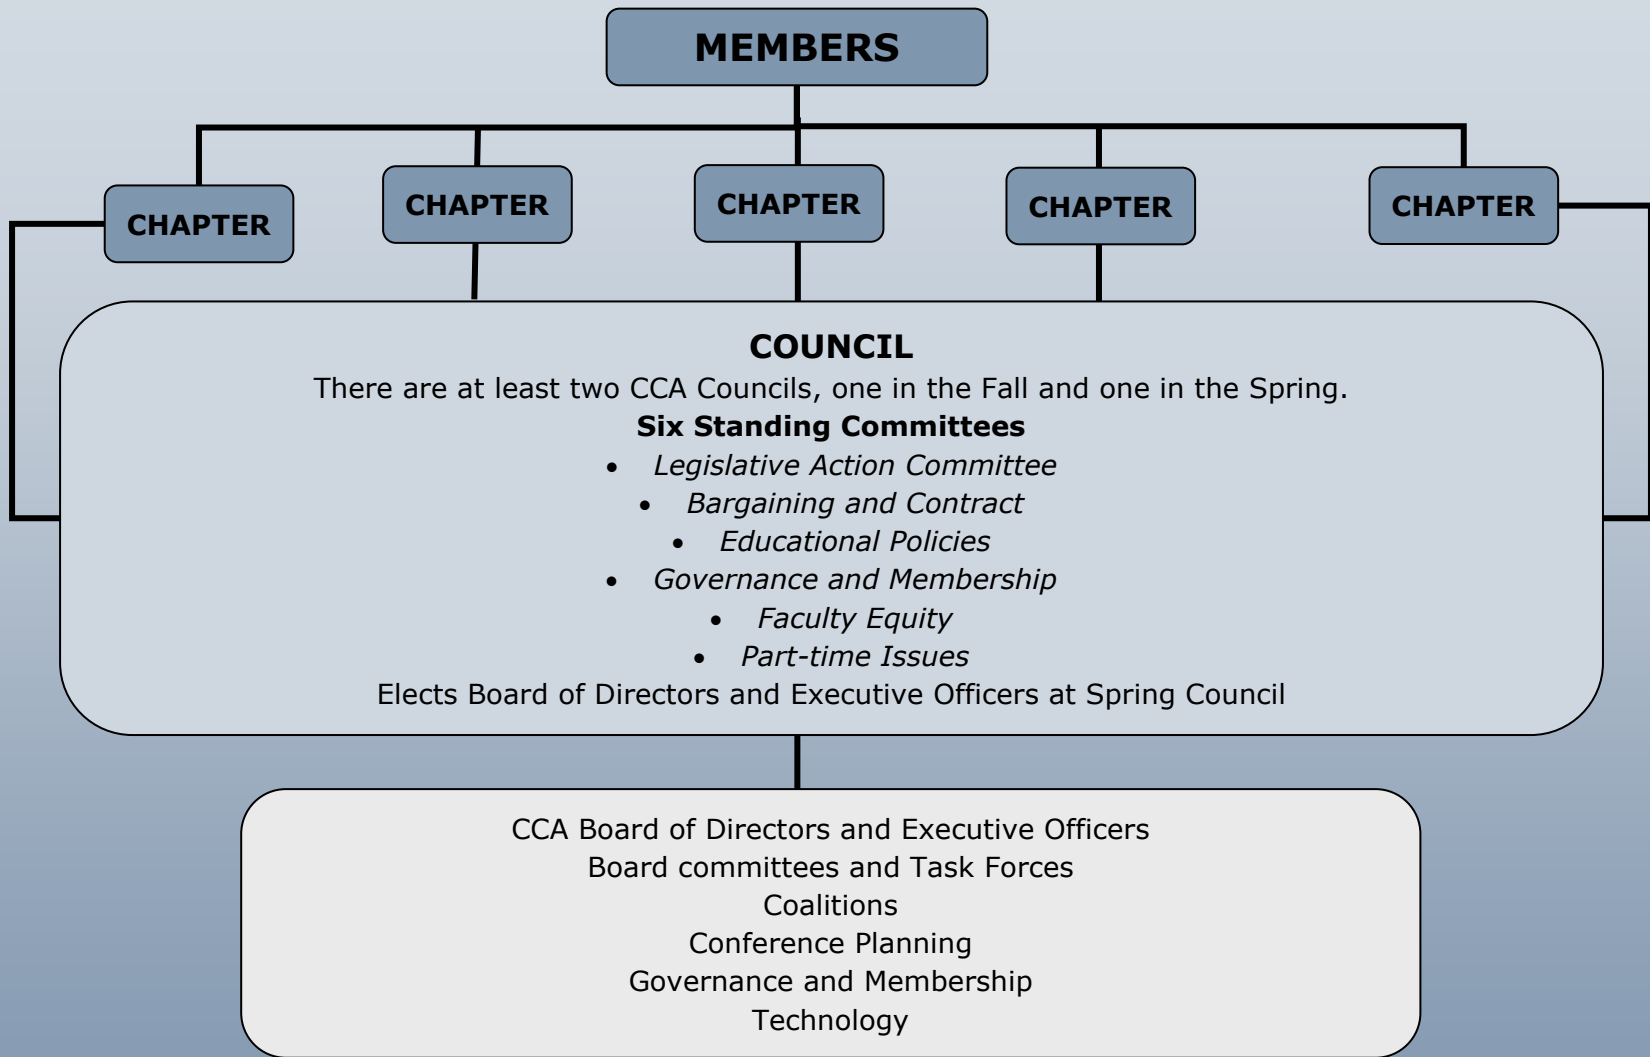 MEMBERS
CHAPTER
CHAPTER
CHAPTER
CHAPTER
CHAPTER
COUNCIL
There are at least two CCA Councils, one in the Fall and one in the Spring.
Six Standing Committees
• Legislative Action Committee
• Bargaining and Contract
• Educational Policies
• Governance and Membership
• Faculty Equity
• Part-time Issues
Elects Board of Directors and Executive Officers at Spring Council
CCA Board of Directors and Executive Officers
Board committees and Task Forces
Coalitions
Conference Planning
Governance and Membership
Technology